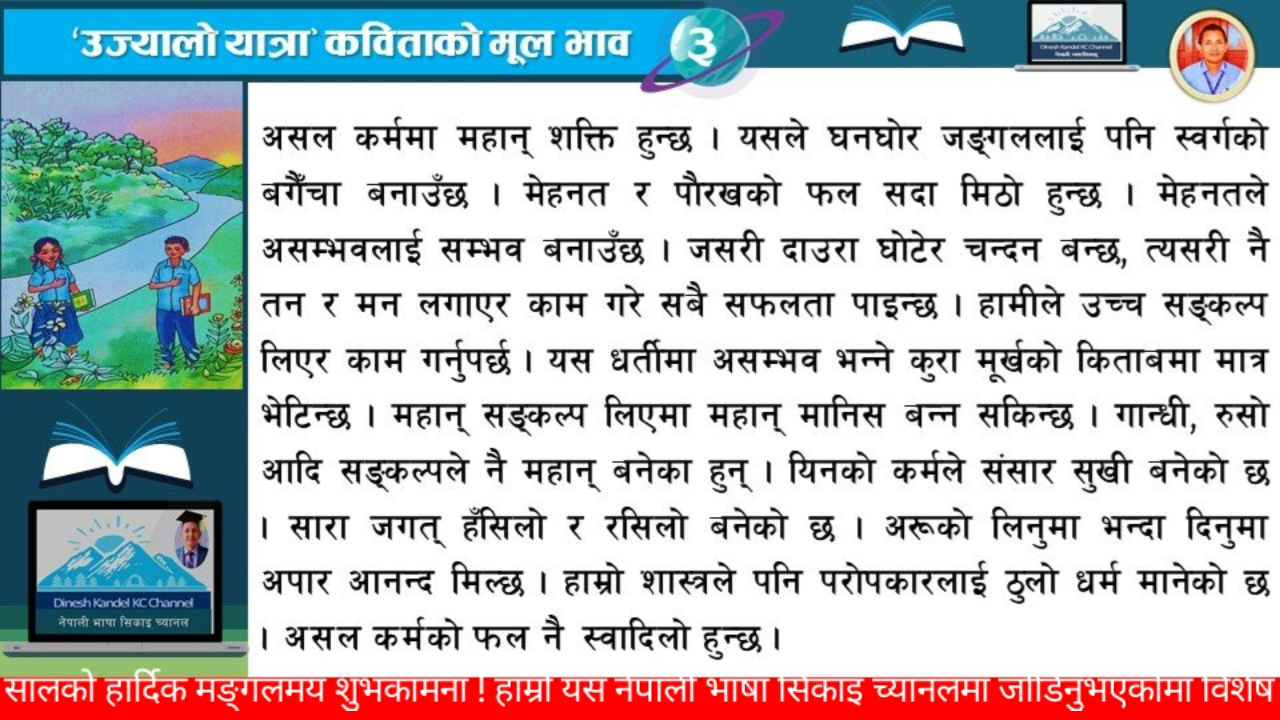 'उज्यालो यात्रा' कविताको मूल भाव
३
Dinesh Kandel KC Channel
नेपाली भाषा सिकाइ च्यानल
असल कर्ममा महान् शक्ति हुन्छ । यसले घनघोर जङ्गललाई पनि स्वर्गको
बगैँचा बनाउँछ । मेहनत र पौरखको फल सदा मिठो हुन्छ । मेहनतले
असम्भवलाई सम्भव बनाउँछ । जसरी दाउरा घोटेर चन्दन बन्छ, त्यसरी नै
तन र मन लगाएर काम गरे सबै सफलता पाइन्छ । हामीले उच्च सङ्कल्प
लिएर काम गर्नुपर्छ । यस धर्तीमा असम्भव भन्ने कुरा मूर्खको किताबमा मात्र
भेटिन्छ । महान् सङ्कल्प लिएमा महान् मानिस बन्न सकिन्छ । गान्धी, रुसो
आदि सङ्कल्पले नै महान् बनेका हुन् । यिनको कर्मले संसार सुखी बनेको छ
। सारा जगत् हँसिलो र रसिलो बनेको छ । अरूको लिनुमा भन्दा दिनुमा
अपार आनन्द मिल्छ । हाम्रो शास्त्रले पनि परोपकारलाई ठुलो धर्म मानेको छ
। असल कर्मको फल नै स्वादिलो हुन्छ ।
Dinesh Kandel KC Channel
नेपाली भाषा सिकाइ च्यानल
सालको हार्दिक मङ्गलमय शुभकामना ! हाम्रो यस नेपाली भाषा सिकाइ च्यानलमा जोडिनुभएकोमा विशेष